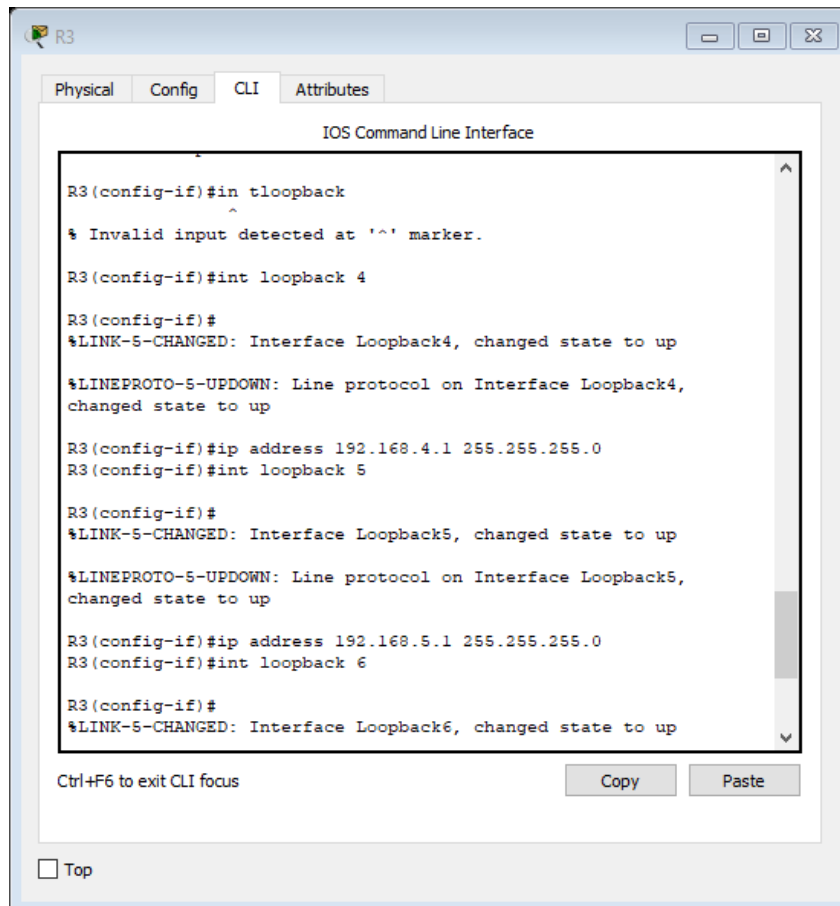 R3
Physical Config CLI Attributes
IOS Command Line Interface
R3(config-if)#in tloopback
^
% Invalid input detected at '^' marker.
R3(config-if)#int loopback 4
R3(config-if)#
%LINK-5-CHANGED: Interface Loopback4, changed state to up
%LINEPROTO-5-UPDOWN: Line protocol on Interface Loopback4,
changed state to up
R3(config-if)#ip address 192.168.4.1 255.255.255.0
R3(config-if)#int loopback 5
R3(config-if)#
%LINK-5-CHANGED: Interface Loopback5, changed state to up
%LINEPROTO-5-UPDOWN: Line protocol on Interface Loopback5,
changed state to up
R3(config-if)#ip address 192.168.5.1 255.255.255.0
R3(config-if)#int loopback 6
R3(config-if)#
%LINK-5-CHANGED: Interface Loopback6, changed state to up
Ctrl+F6 to exit CLI focus
Copy Paste
Top